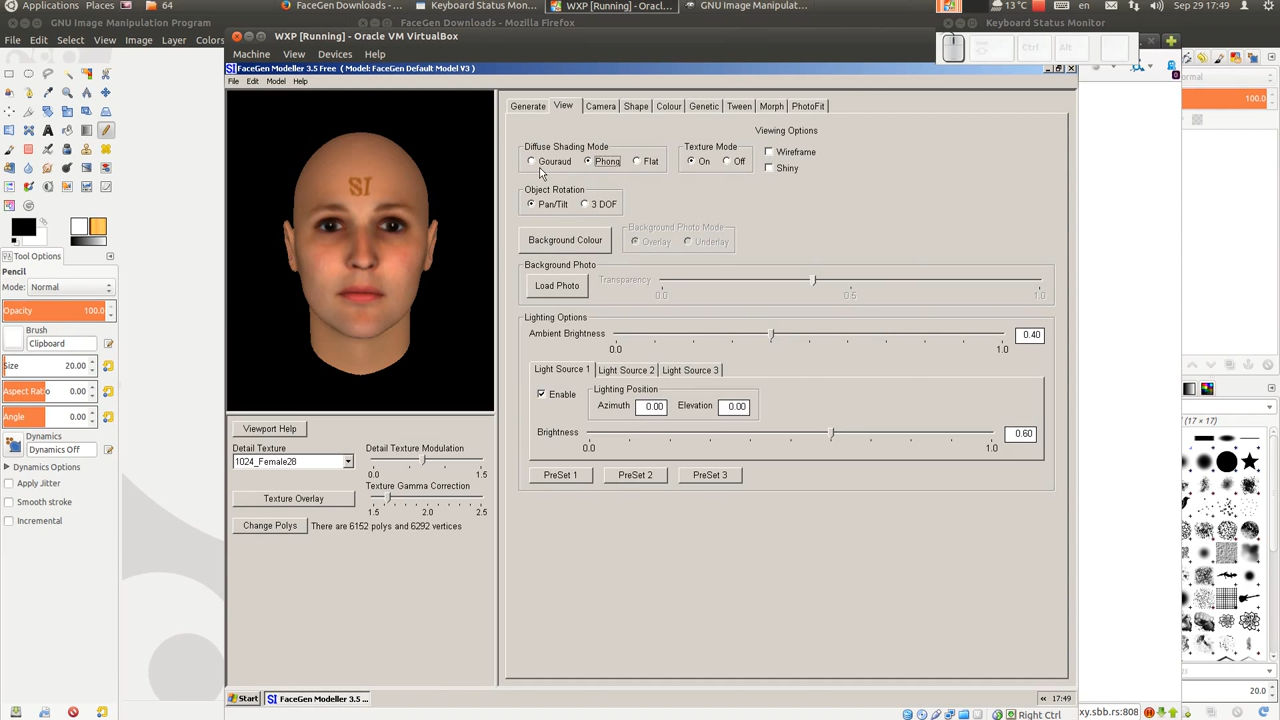 Applications Places 64 FaceGen Downloads -... Keyboard Status Mon... WXP [Running] - Oracl... GNU Image Manipulat... 13 °C en Sep 29 17:49
GNU Image Manipulation Program FaceGen Downloads - Mozilla Firefox Keyboard Status Monitor
WXP [Running] - Oracle VM VirtualBox
File Edit Select View Image Layer Colors
Machine View Devices Help
Ctrl Alt
SI FaceGen Modeller 3.5 Free ( Model: FaceGen Default Model V3 )
File Edit Model Help
Generate View Camera Shape Colour Genetic Tween Morph PhotoFit
100.0
Viewing Options
Diffuse Shading Mode Texture Mode
Wireframe
Gouraud Phong Flat On Off
Shiny
SI
Object Rotation
Pan/Tilt 3 DOF
Background Photo Mode
Background Colour Overlay Underlay
Tool Options
Background Photo
Pencil
Load Photo Transparency
Mode: Normal
0.0 0.5 1.0
Opacity 100.0
Lighting Options
Brush
Ambient Brightness 0.40
Clipboard
0.0 1.0
Size 20.00
Light Source 1 Light Source 2 Light Source 3
Aspect Ratio 0.00
Enable Lighting Position
Azimuth 0.00 Elevation 0.00
Angle 0.00
(17 × 17)
Viewport Help
Brightness 0.60
Dynamics
0.0 1.0
Dynamics Off
Detail Texture Detail Texture Modulation
1024_Female28
0.0 1.5
Dynamics Options
PreSet 1 PreSet 2 PreSet 3
Apply Jitter
Texture Gamma Correction
Texture Overlay
Smooth stroke
1.5 2.0 2.5
Incremental
Change Polys There are 6152 polys and 6292 vertices
20.0
Start SI FaceGen Modeller 3.5 ... 17:49
Right Ctrl xy.sbb.rs:808